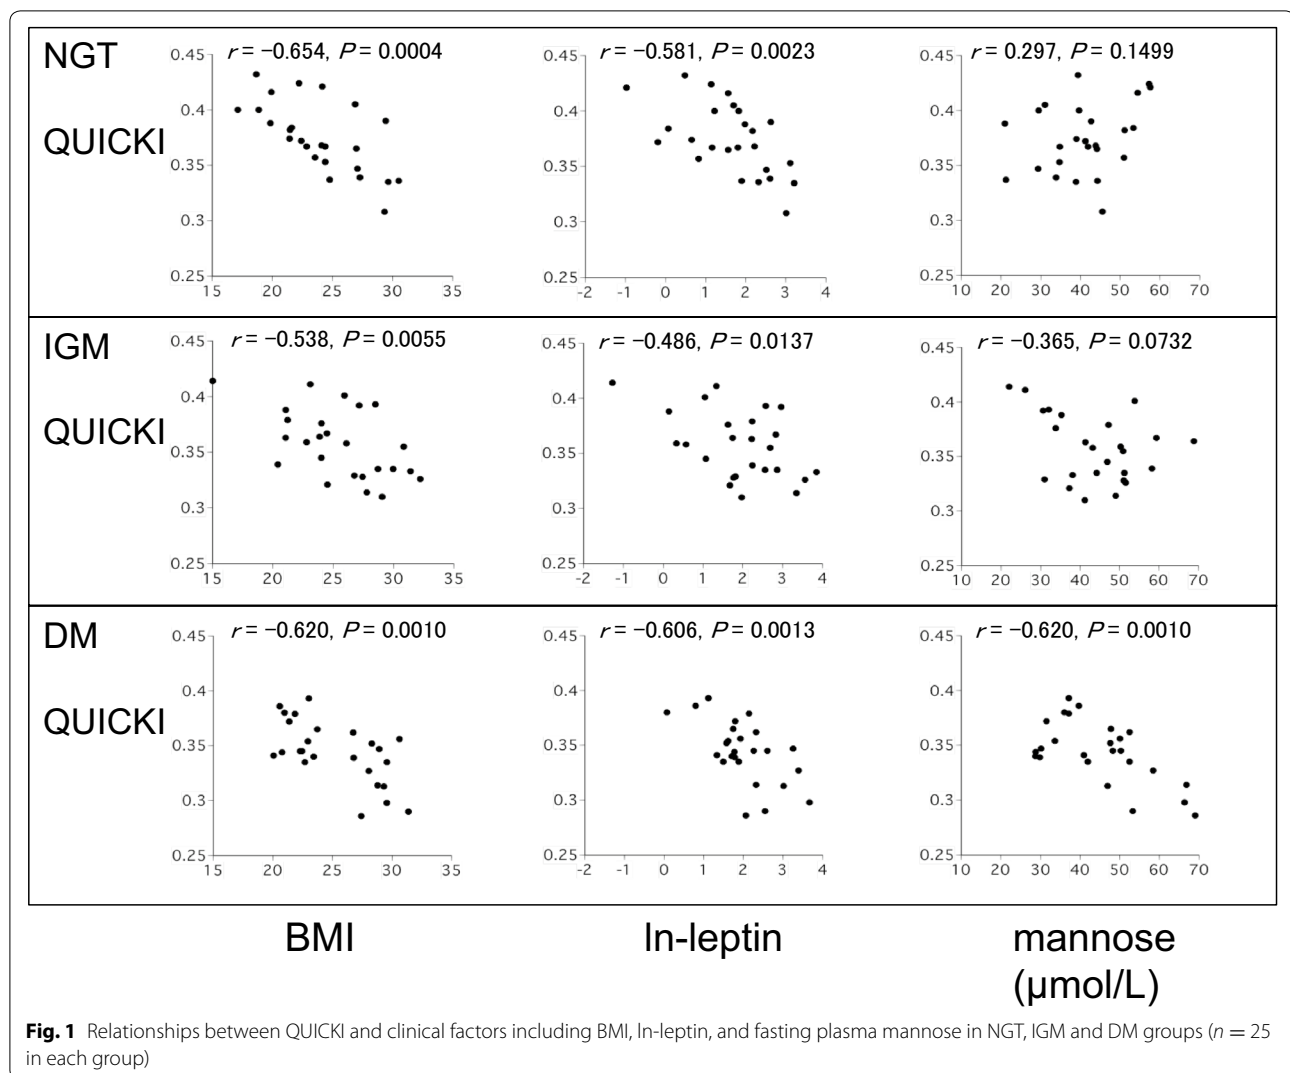 NGT
QUICKI
r = −0.654, P = 0.0004
0.45
0.4
0.35
0.3
0.25
15 20 25 30 35
r = −0.581, P = 0.0023
0.45
0.4
0.35
0.3
0.25
-2 -1 0 1 2 3 4
r = 0.297, P = 0.1499
0.45
0.4
0.35
0.3
0.25
10 20 30 40 50 60 70
IGM
QUICKI
r = −0.538, P = 0.0055
0.45
0.4
0.35
0.3
0.25
15 20 25 30 35
r = −0.486, P = 0.0137
0.45
0.4
0.35
0.3
0.25
-2 -1 0 1 2 3 4
r = −0.365, P = 0.0732
0.45
0.4
0.35
0.3
0.25
10 20 30 40 50 60 70
DM
QUICKI
r = −0.620, P = 0.0010
0.45
0.4
0.35
0.3
0.25
15 20 25 30 35
r = −0.606, P = 0.0013
0.45
0.4
0.35
0.3
0.25
-2 -1 0 1 2 3 4
r = −0.620, P = 0.0010
0.45
0.4
0.35
0.3
0.25
10 20 30 40 50 60 70
BMI
ln-leptin
mannose
(μmol/L)
Fig. 1 Relationships between QUICKI and clinical factors including BMI, ln-leptin, and fasting plasma mannose in NGT, IGM and DM groups (n = 25
in each group)